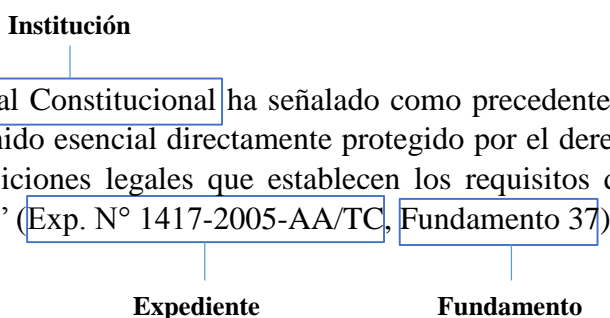 Institución
al Constitucional ha señalado como precedente
nido esencial directamente protegido por el dere
iciones legales que establecen los requisitos
” (Exp. N° 1417-2005-AA/TC, Fundamento 37)
Expediente Fundamento